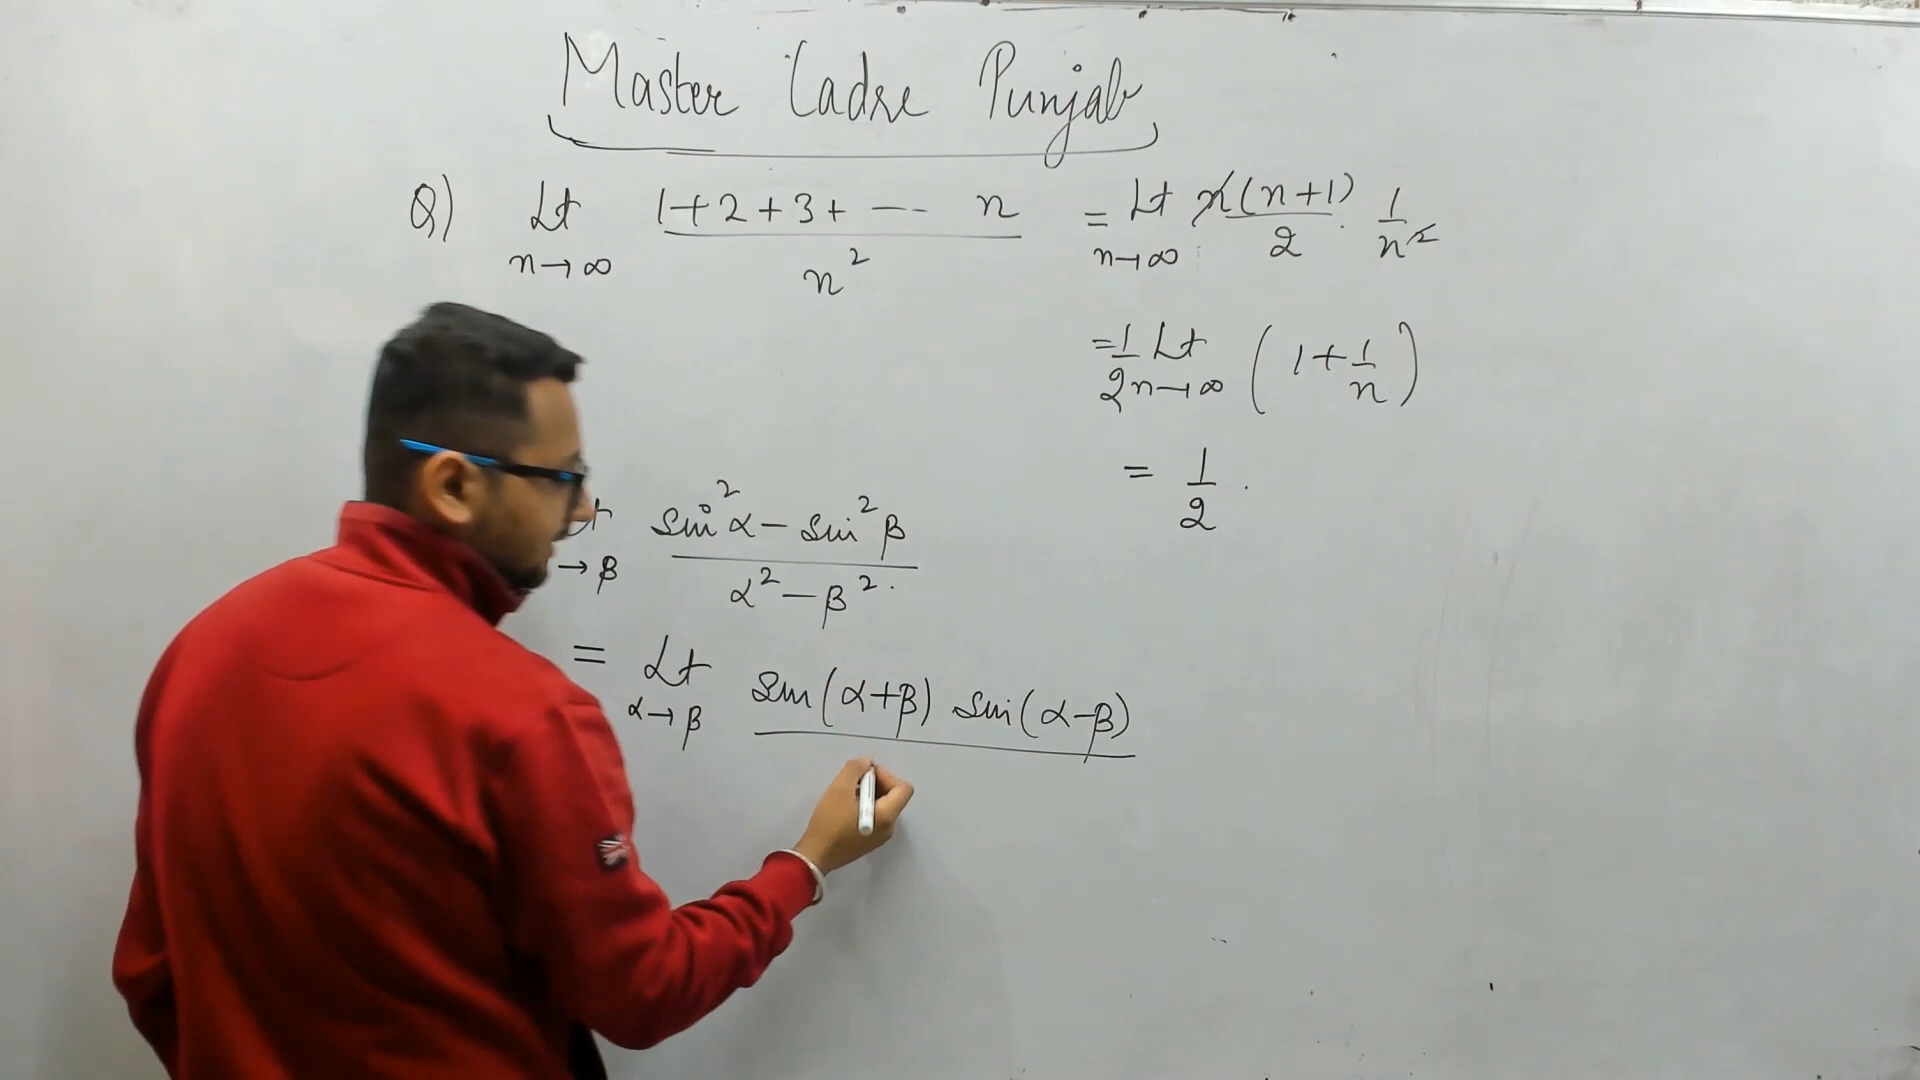 Master Cadre Punjab
Q) Lt n→∞ 1+2+3+ --- n / n² = Lt n→∞ n(n+1)/2 · 1/n²
= 1/2 Lt n→∞ (1 + 1/n)
= 1/2 .
→β sin²α - sin²β / α² - β² .
= Lt α→β sin(α+β) sin(α-β)